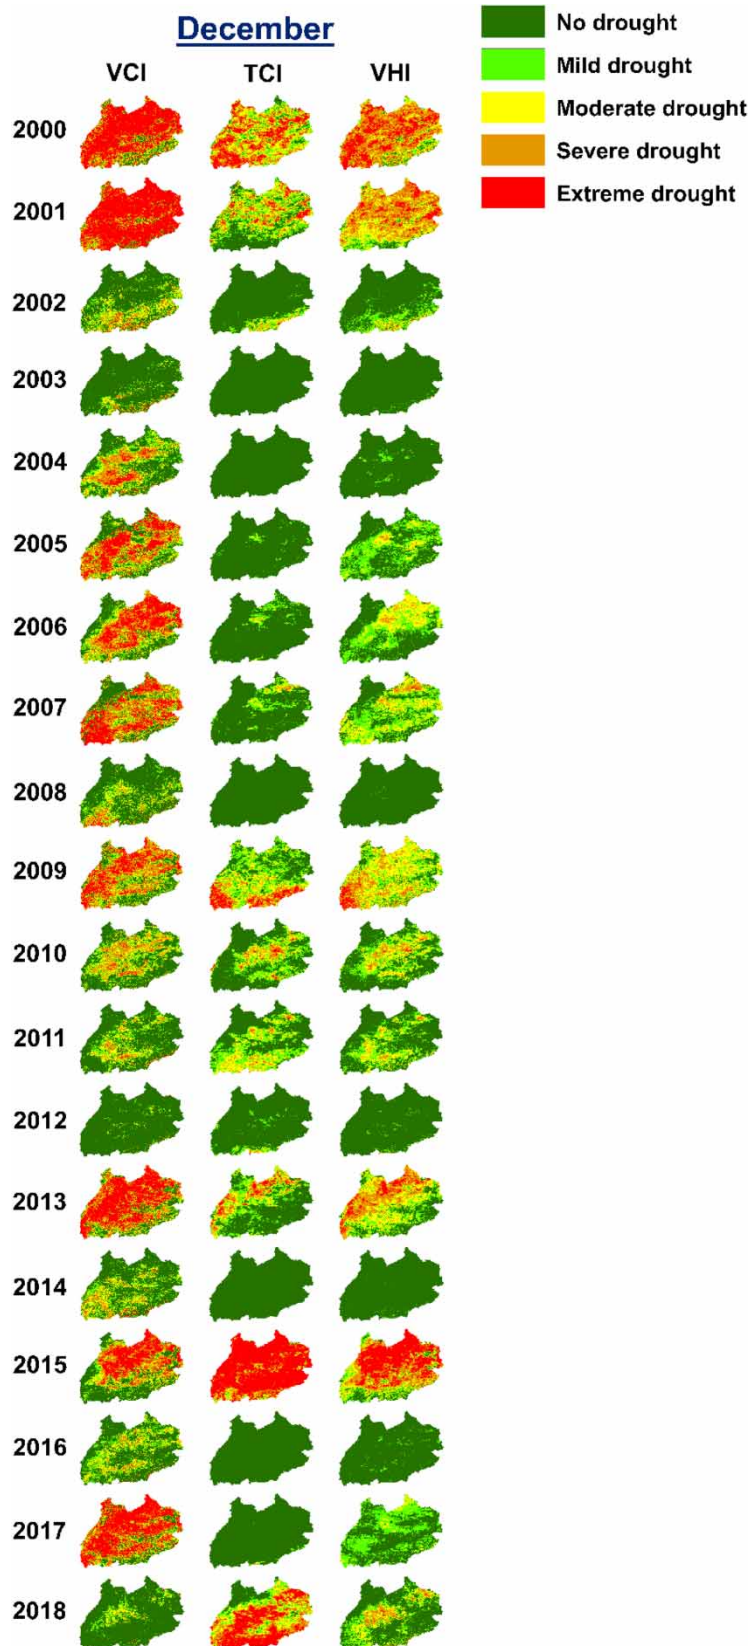 December
VCI TCI VHI
No drought
Mild drought
Moderate drought
Severe drought
Extreme drought
2000
2001
2002
2003
2004
2005
2006
2007
2008
2009
2010
2011
2012
2013
2014
2015
2016
2017
2018